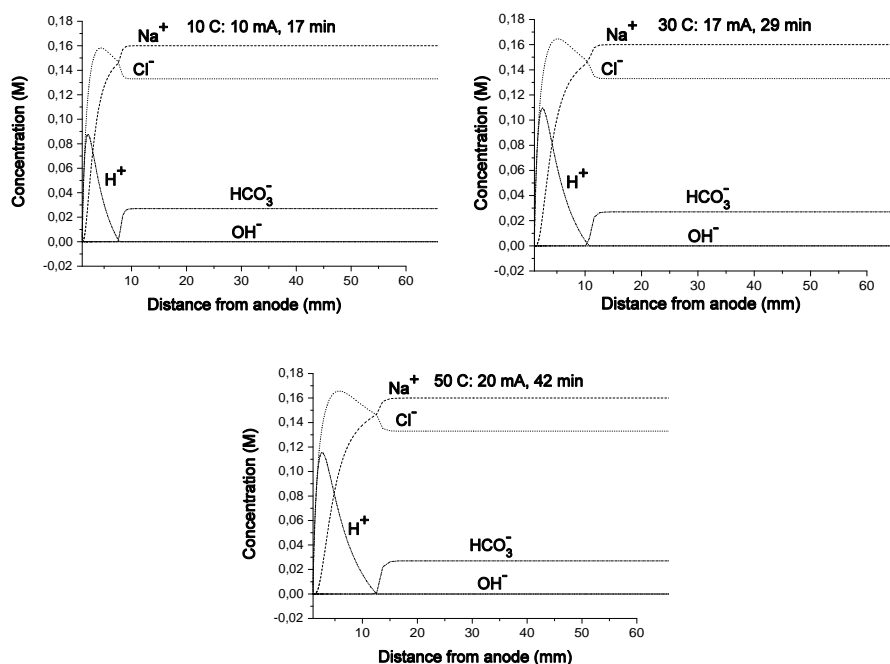 10 C: 10 mA, 17 min
Na+
Cl-
H+
HCO3-
OH-
Concentration (M)
0,18
0,16
0,14
0,12
0,10
0,08
0,06
0,04
0,02
0,00
-0,02
10 20 30 40 50 60
Distance from anode (mm)
30 C: 17 mA, 29 min
Na+
Cl-
H+
HCO3-
OH-
Concentration (M)
0,18
0,16
0,14
0,12
0,10
0,08
0,06
0,04
0,02
0,00
-0,02
10 20 30 40 50 60
Distance from anode (mm)
50 C: 20 mA, 42 min
Na+
Cl-
H+
HCO3-
OH-
Concentration (M)
0,18
0,16
0,14
0,12
0,10
0,08
0,06
0,04
0,02
0,00
-0,02
10 20 30 40 50 60
Distance from anode (mm)